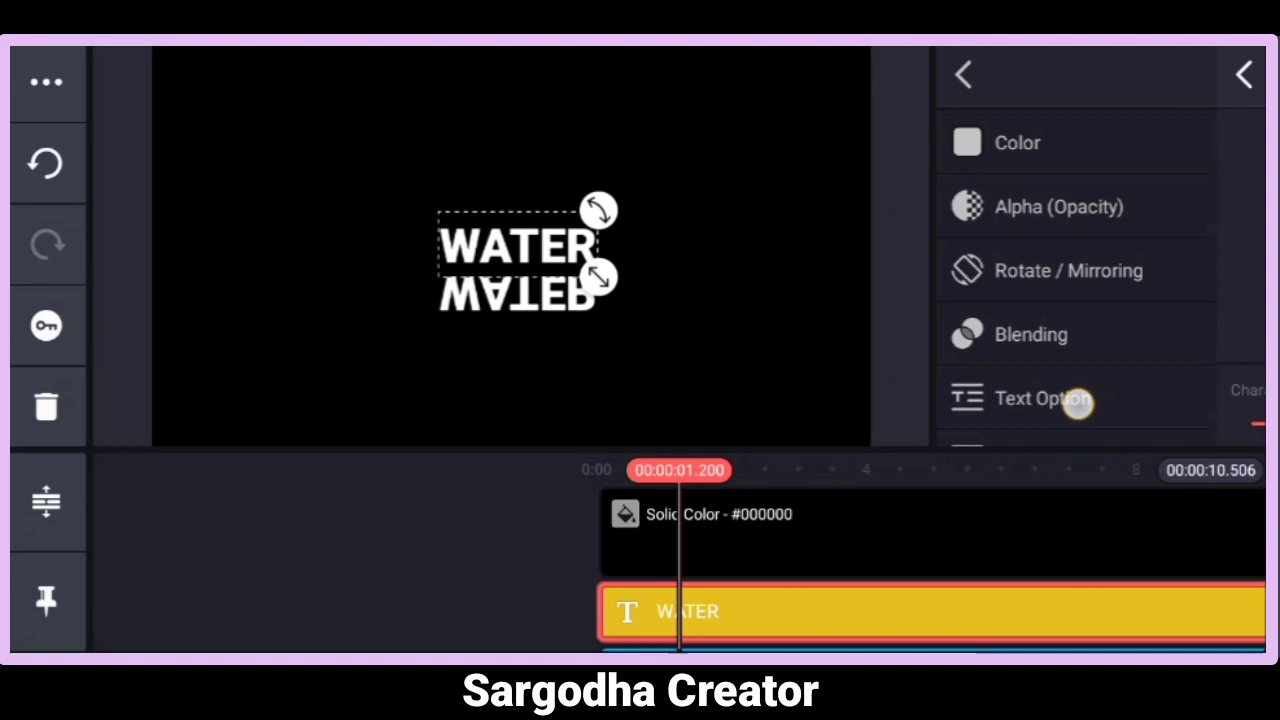 Color
Alpha (Opacity)
Rotate / Mirroring
Blending
Text Option
Char
WATER
WATER
0:00
00:00:01.200
4
8
00:00:10.506
Solid Color - #000000
T WATER
Sargodha Creator